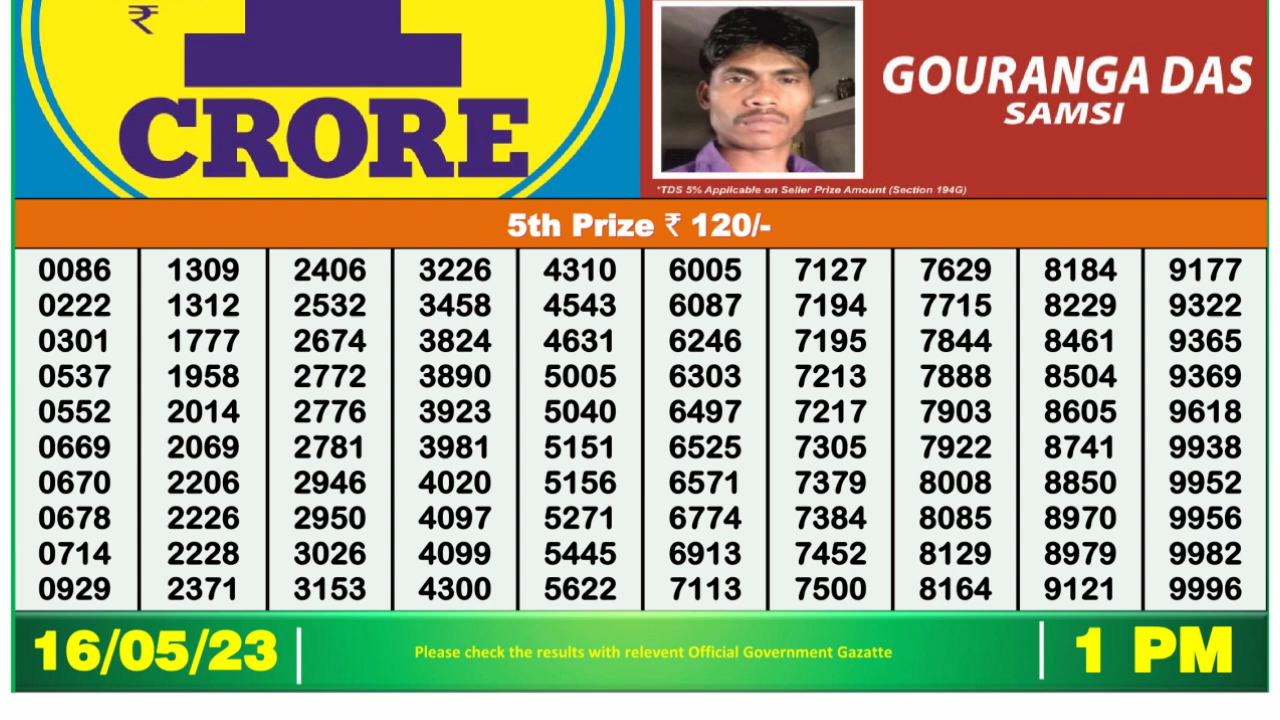 ₹
1
CRORE
GOURANGA DAS
SAMSI
*TDS 5% Applicable on Seller Prize Amount (Section 194G)
5th Prize ₹ 120/-
0086 1309 2406 3226 4310 6005 7127 7629 8184 9177
0222 1312 2532 3458 4543 6087 7194 7715 8229 9322
0301 1777 2674 3824 4631 6246 7195 7844 8461 9365
0537 1958 2772 3890 5005 6303 7213 7888 8504 9369
0552 2014 2776 3923 5040 6497 7217 7903 8605 9618
0669 2069 2781 3981 5151 6525 7305 7922 8741 9938
0670 2206 2946 4020 5156 6571 7379 8008 8850 9952
0678 2226 2950 4097 5271 6774 7384 8085 8970 9956
0714 2228 3026 4099 5445 6913 7452 8129 8979 9982
0929 2371 3153 4300 5622 7113 7500 8164 9121 9996
16/05/23
Please check the results with relevent Official Government Gazatte
1 PM